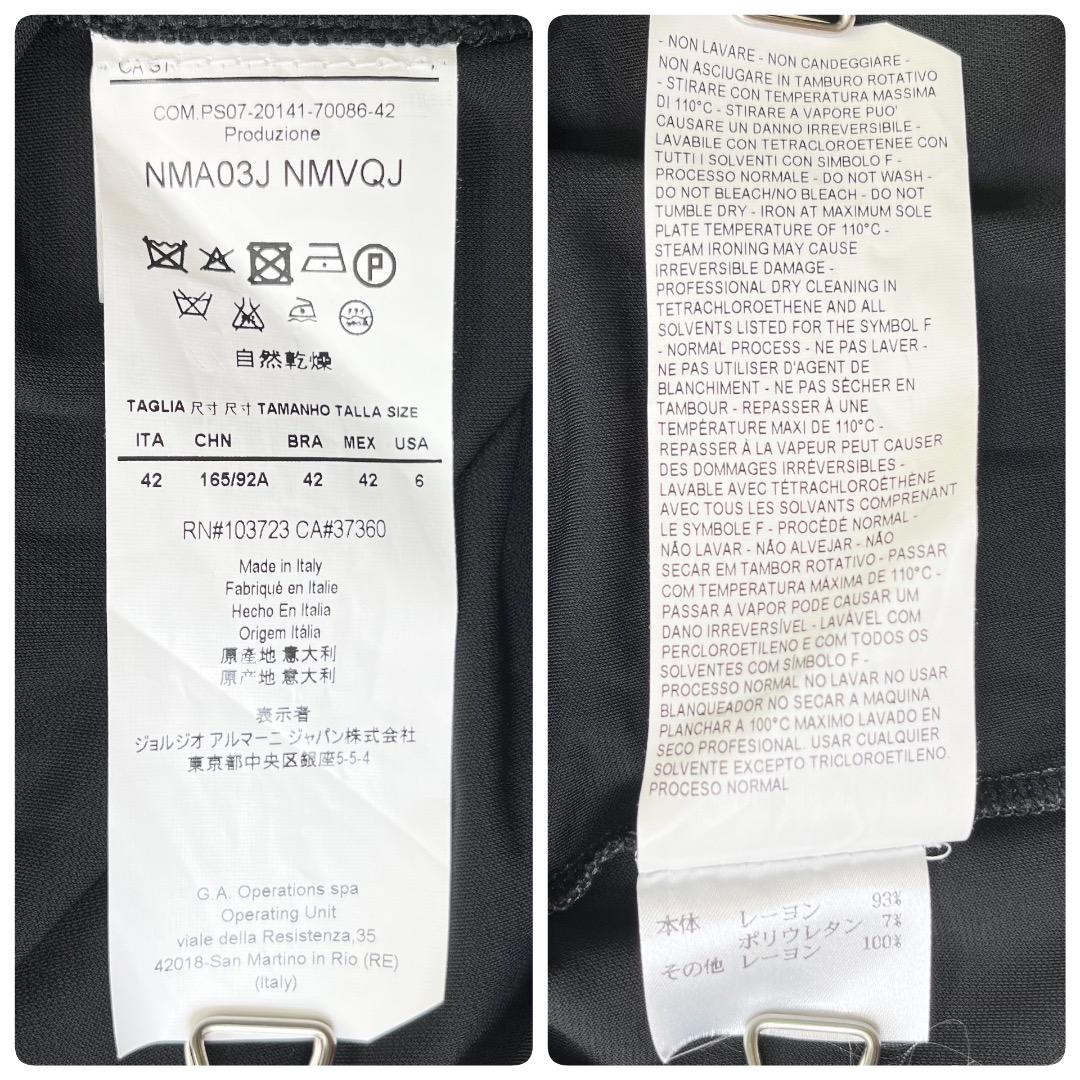 COM.PS07-20141-70086-42
Produzione
NMA03J NMVQJ
P
自然乾燥
TAGLIA 尺寸 尺寸 TAMANHO TALLA SIZE
ITA CHN BRA MEX USA
42 165/92A 42 42 6
RN#103723 CA#37360
Made in Italy
Fabriqué en Italie
Hecho En Italia
Origem Itália
原產地 意大利
原产地 意大利
表示者
ジョルジオ アルマーニ ジャパン株式会社
東京都中央区銀座5-5-4
G.A. Operations spa
Operating Unit
viale della Resistenza,35
42018-San Martino in Rio (RE)
(Italy)
- NON LAVARE - NON CANDEGGIARE -
NON ASCIUGARE IN TAMBURO ROTATIVO
- STIRARE CON TEMPERATURA MASSIMA
DI 110°C - STIRARE A VAPORE PUO'
CAUSARE UN DANNO IRREVERSIBILE -
LAVABILE CON TETRACLOROETENEE CON
TUTTI I SOLVENTI CON SIMBOLO F -
PROCESSO NORMALE - DO NOT WASH -
DO NOT BLEACH/NO BLEACH - DO NOT
TUMBLE DRY - IRON AT MAXIMUM SOLE
PLATE TEMPERATURE OF 110°C -
STEAM IRONING MAY CAUSE
IRREVERSIBLE DAMAGE -
PROFESSIONAL DRY CLEANING IN
TETRACHLOROETHENE AND ALL
SOLVENTS LISTED FOR THE SYMBOL F
- NORMAL PROCESS - NE PAS LAVER -
NE PAS UTILISER D'AGENT DE
BLANCHIMENT - NE PAS SÉCHER EN
TAMBOUR - REPASSER À UNE
TEMPÉRATURE MAXI DE 110°C -
REPASSER À LA VAPEUR PEUT CAUSER
DES DOMMAGES IRRÉVERSIBLES -
LAVABLE AVEC TÉTRACHLOROÉTHÈNE
AVEC TOUS LES SOLVANTS COMPRENANT
LE SYMBOLE F - PROCÉDÉ NORMAL -
NÃO LAVAR - NÃO ALVEJAR - NÃO
SECAR EM TAMBOR ROTATIVO - PASSAR
COM TEMPERATURA MÁXIMA DE 110°C -
PASSAR A VAPOR PODE CAUSAR UM
DANO IRREVERSÍVEL - LAVÁVEL COM
PERCLOROETILENO E COM TODOS OS
SOLVENTES COM SÍMBOLO F -
PROCESSO NORMAL NO LAVAR NO USAR
BLANQUEADOR NO SECAR A MAQUINA
PLANCHAR A 100°C MAXIMO LAVADO EN
SECO PROFESIONAL. USAR CUALQUIER
SOLVENTE EXCEPTO TRICLOROETILENO.
PROCESO NORMAL
本体 レーヨン 93%
ポリウレタン 7%
その他 レーヨン 100%